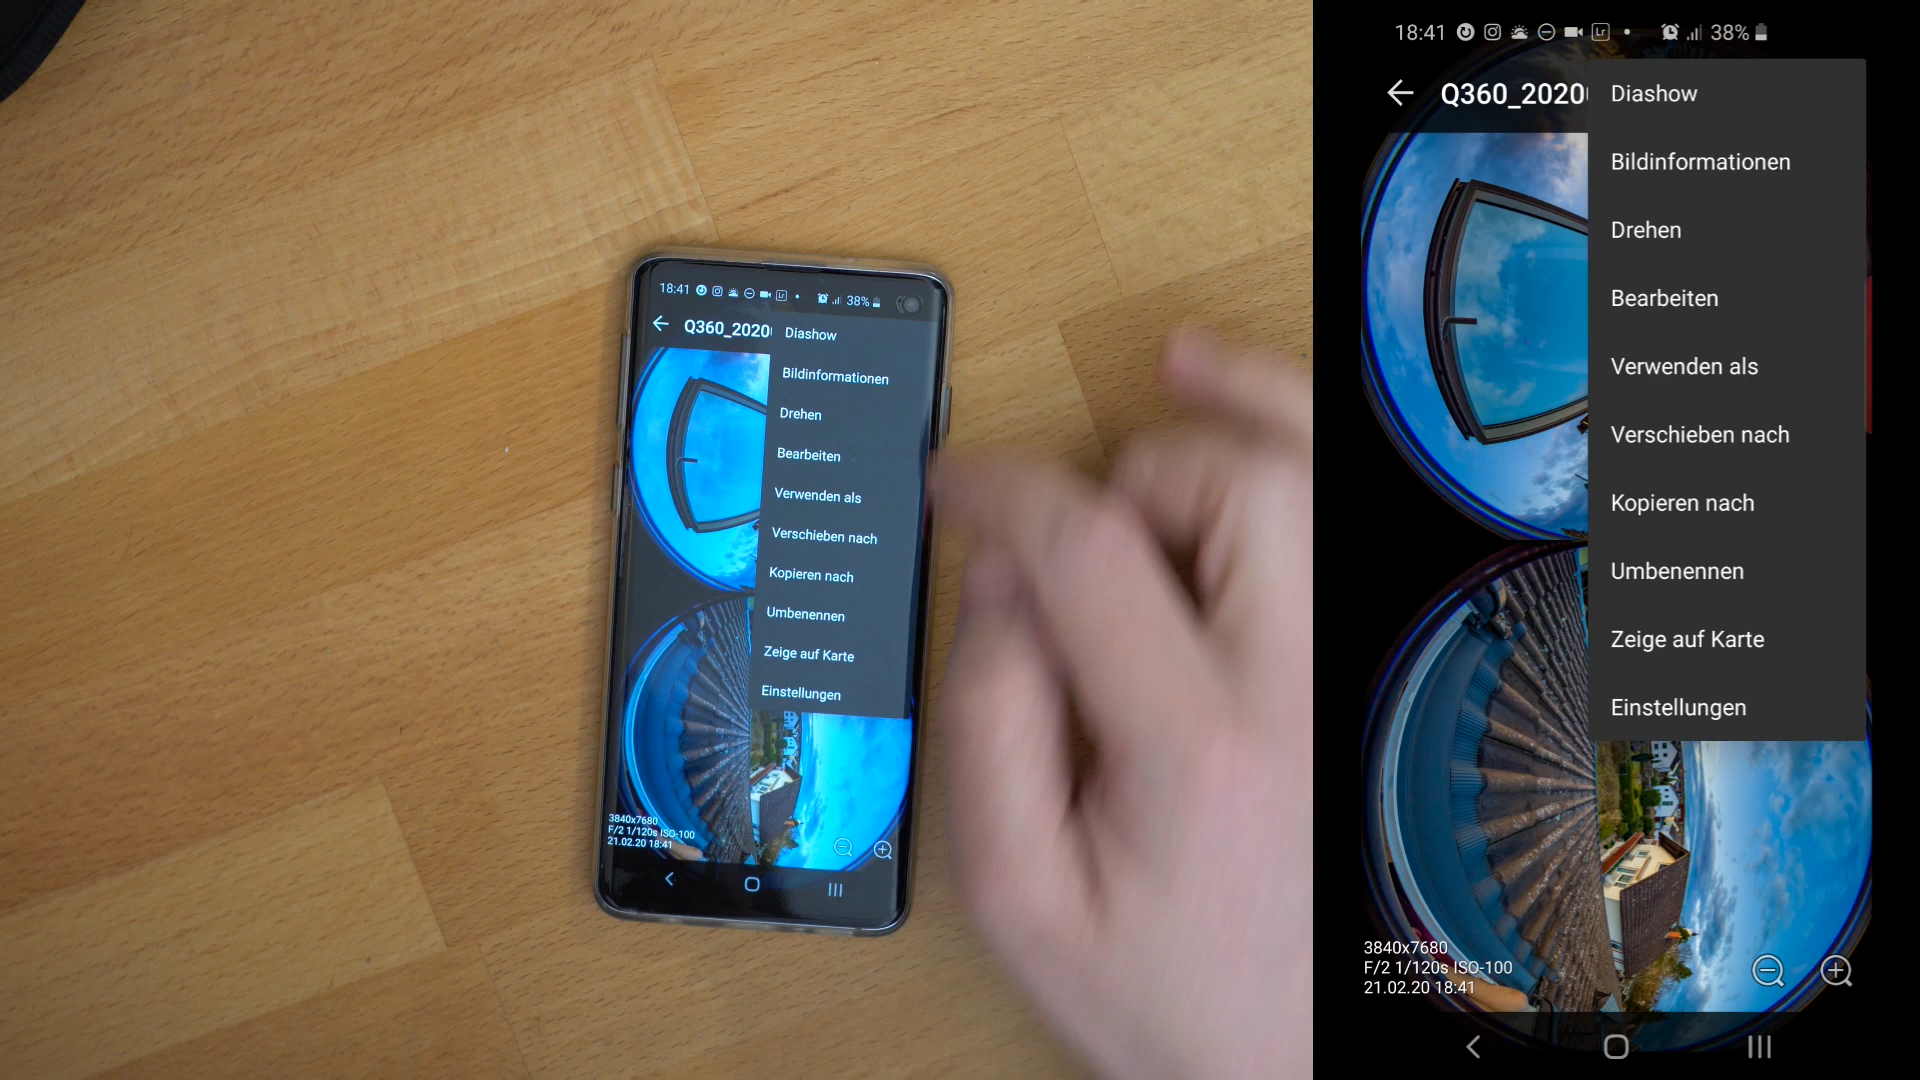 18:41 38%
Q360_2020
Diashow
Bildinformationen
Drehen
Bearbeiten
Verwenden als
Verschieben nach
Kopieren nach
Umbenennen
Zeige auf Karte
Einstellungen
3840x7680
F/2 1/120s ISO-100
21.02.20 18:41
18:41 Lr 38%
Q360_2020
Diashow
Bildinformationen
Drehen
Bearbeiten
Verwenden als
Verschieben nach
Kopieren nach
Umbenennen
Zeige auf Karte
Einstellungen
3840x7680
F/2 1/120s ISO-100
21.02.20 18:41